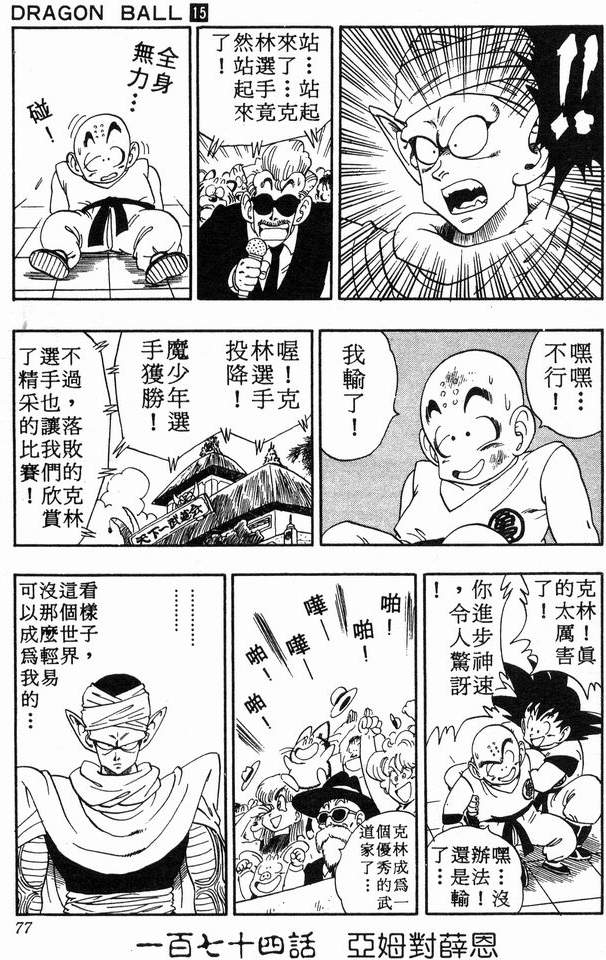 DRAGON BALL 15
!!
站…站起
來了…克
林選手竟
然站起來
了！
全身
無力…
碰！
嘿嘿…
不行！
我輸了！
喔！克
林選手
投降！
魔少年選
手獲勝！
不過，落敗的克林
選手也讓我們欣賞
了精采的比賽！
天下一武道会
龜
克林！真
的太厲害
了！
你進步神速
，令人驚訝
！
嘿…沒
辦法！
還是輸
了…
啪！
嘩！
嘩！
啪！
啪！
克林成爲一
個優秀的武
道家了…
………
………
看樣子，
這個世界
沒那麼輕易
可以成爲我
的…
77
一百七十四話　亞姆對薛恩